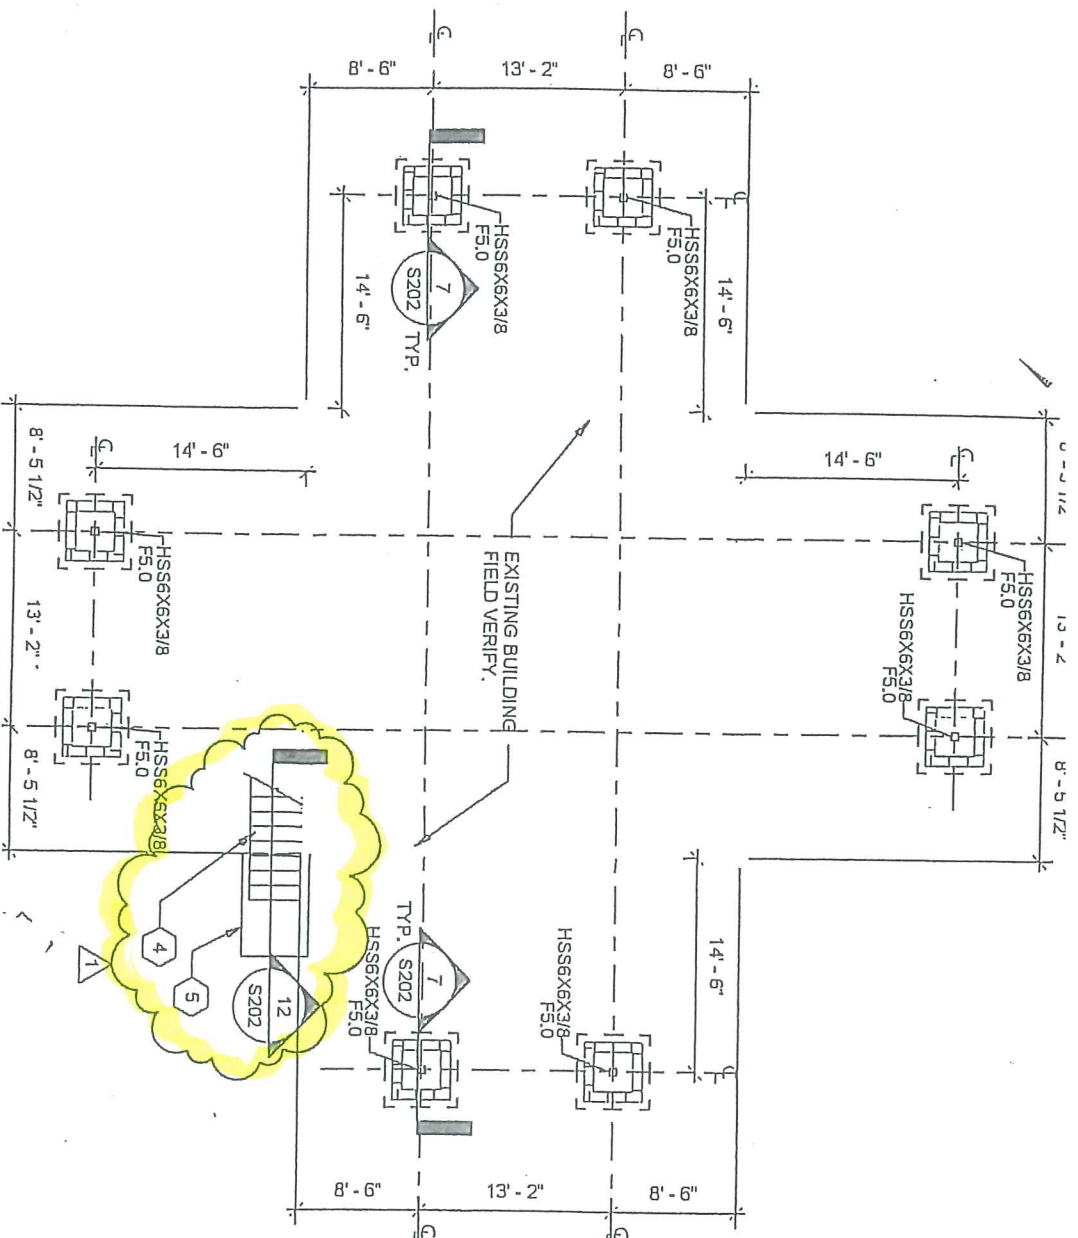 8' - 6"
13' - 2"
8' - 6"
HSS6X6X3/8
F5.0
HSS6X6X3/8
F5.0
14' - 6"
14' - 6"
7
S202
TYP.
8' - 5 1/2"
14' - 6"
14' - 6"
HSS6X6X3/8
F5.0
HSS6X6X3/8
F5.0
EXISTING BUILDING
FIELD VERIFY.
HSS6X6X3/8
F5.0
13' - 2"
HSS6X6X3/8
F5.0
8' - 5 1/2"
8' - 5 1/2"
4
5
1
12
S202
TYP.
7
S202
HSS6X6X3/8
F5.0
HSS6X6X3/8
F5.0
14' - 6"
8' - 6"
13' - 2"
8' - 6"